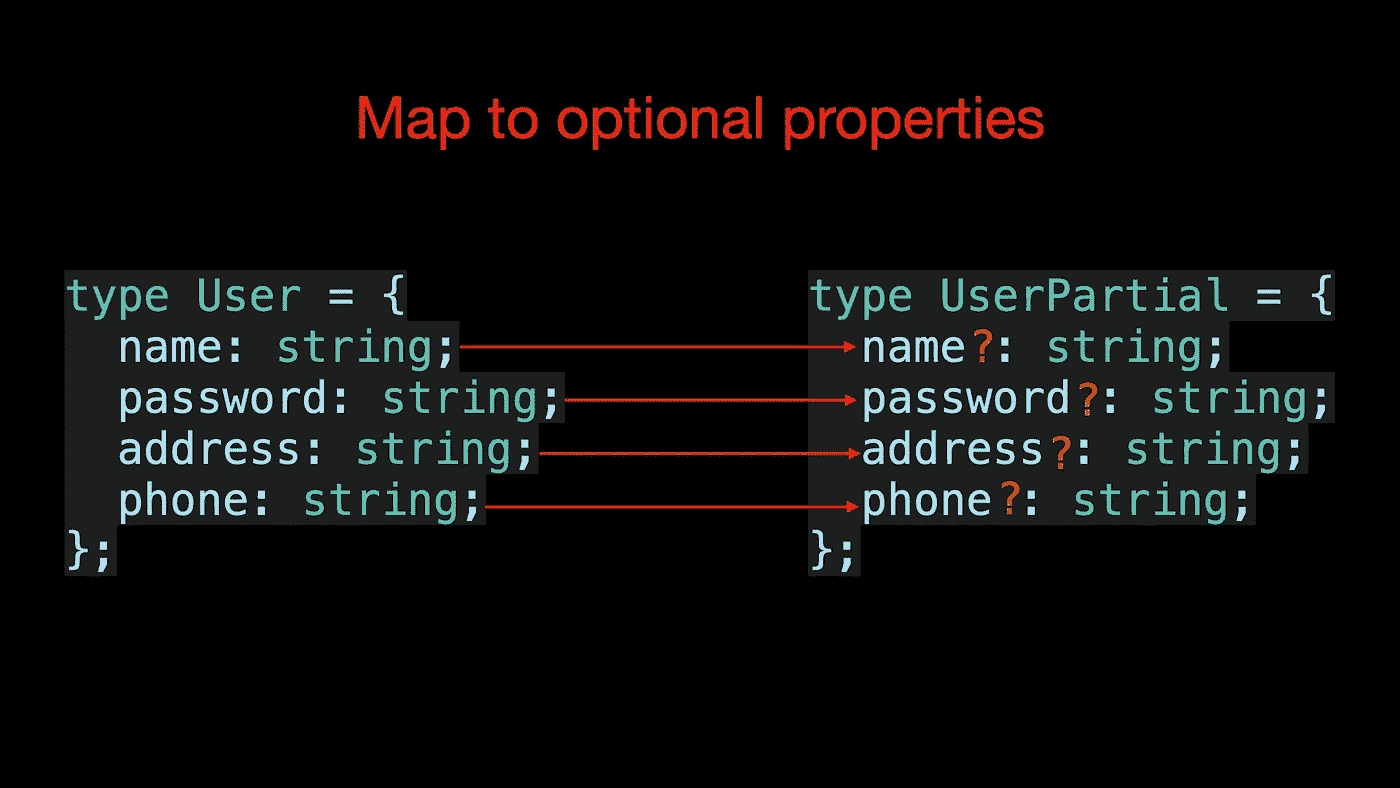 Map to optional properties
type User = {
  name: string;
  password: string;
  address: string;
  phone: string;
};
type UserPartial = {
  name?: string;
  password?: string;
  address?: string;
  phone?: string;
};